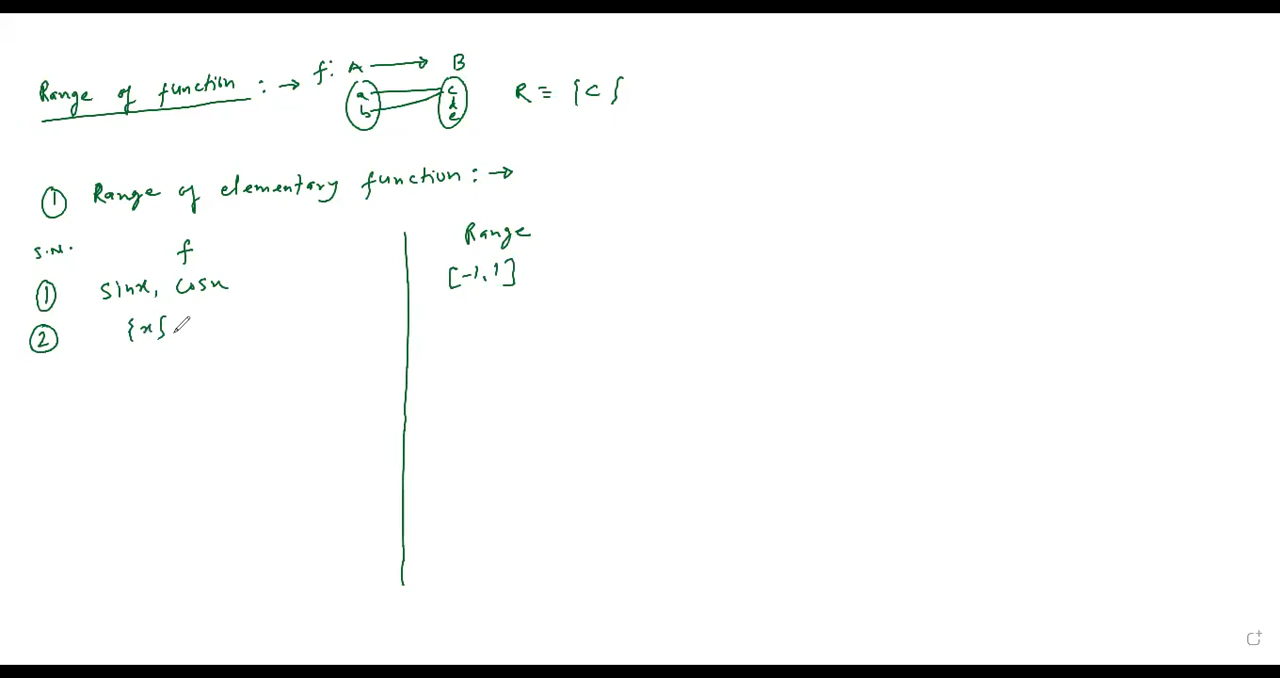 Range of function : → f: A → B
a b c d e R ≡ {c}
① Range of elementary function : →
S.N. f Range
① sinx, cosx [-1, 1]
② {x}